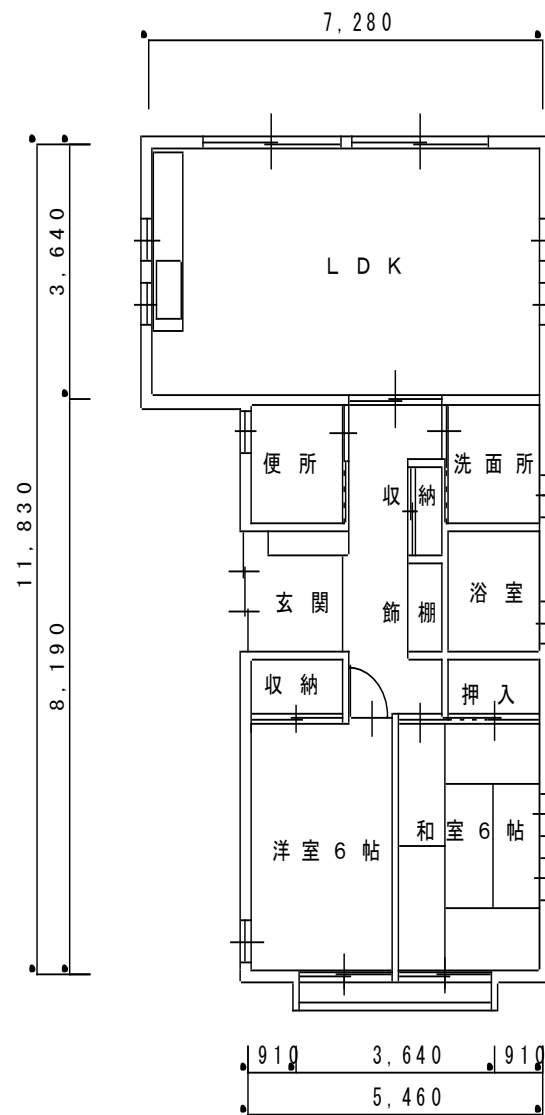 7,280
3,640
LDK
11,830
便所
洗面所
収納
浴室
玄関
飾棚
8,190
収納
押入
洋室6帖
和室6帖
910
3,640
910
5,460